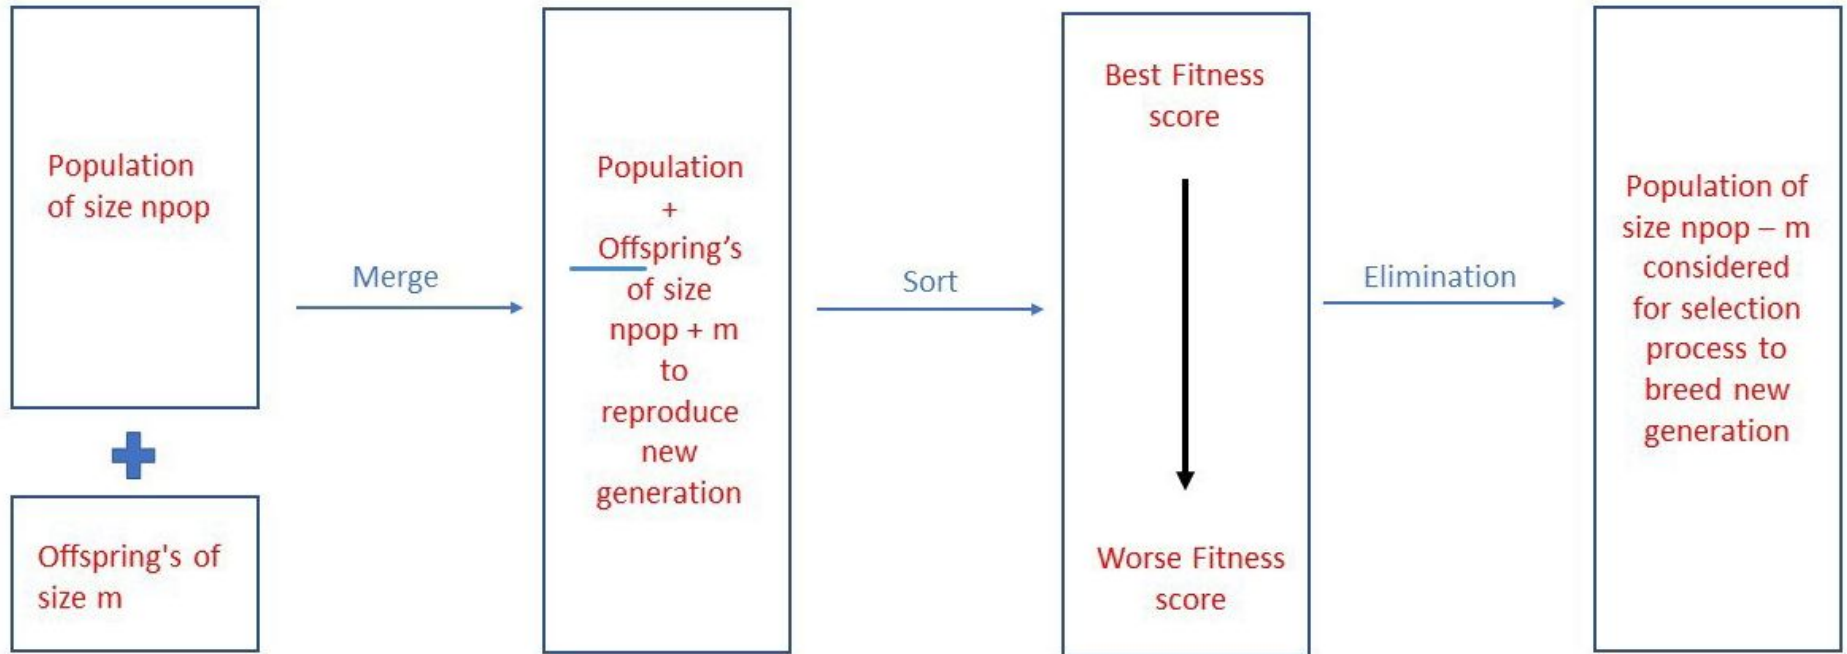 Population
of size npop
Offspring's of
size m
Merge
Population
+
Offspring’s
of size
npop + m
to
reproduce
new
generation
Sort
Best Fitness
score
Worse Fitness
score
Elimination
Population of
size npop – m
considered
for selection
process to
breed new
generation